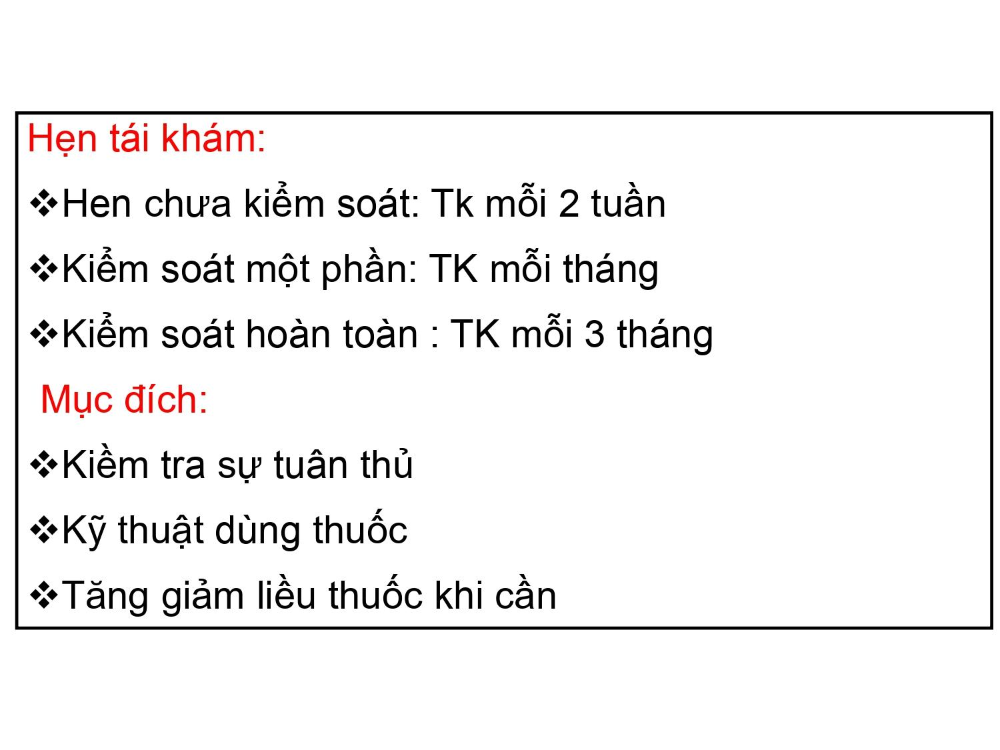 Hẹn tái khám:
❖Hen chưa kiểm soát: Tk mỗi 2 tuần
❖Kiểm soát một phần: TK mỗi tháng
❖Kiểm soát hoàn toàn : TK mỗi 3 tháng
Mục đích:
❖Kiềm tra sự tuân thủ
❖Kỹ thuật dùng thuốc
❖Tăng giảm liều thuốc khi cần